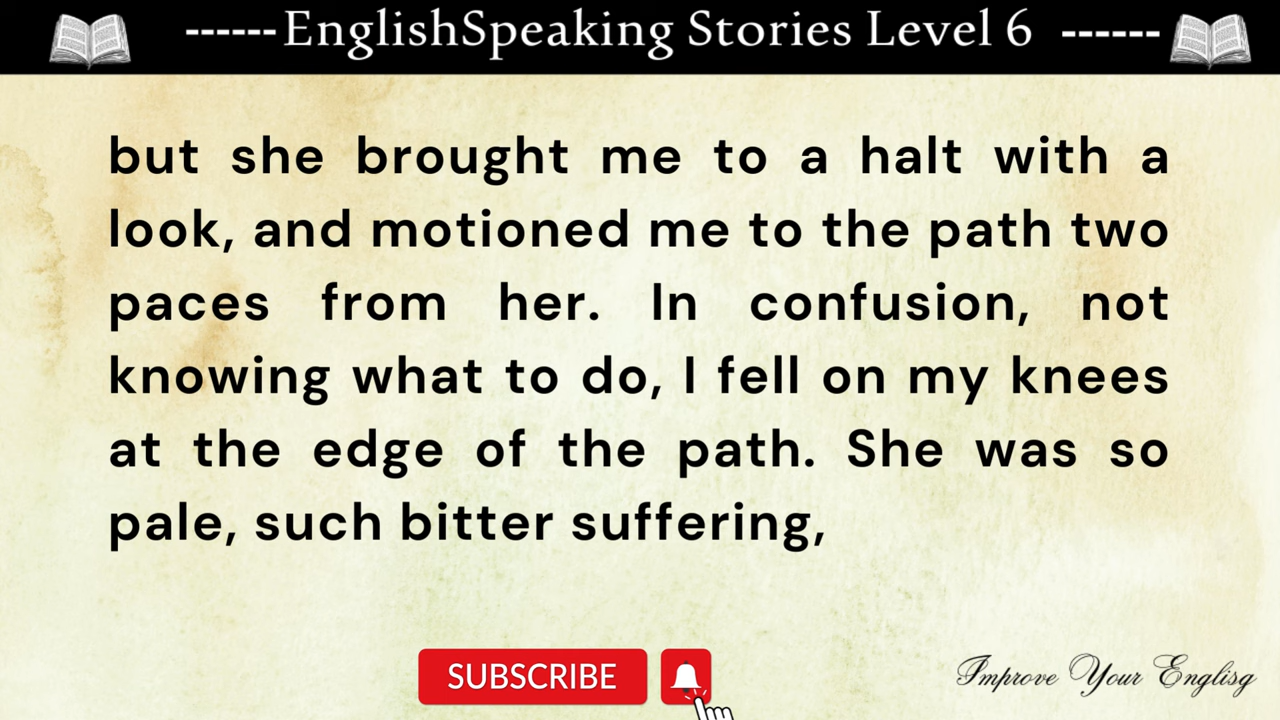 ------EnglishSpeaking Stories Level 6 ------
but she brought me to a halt with a
look, and motioned me to the path two
paces from her. In confusion, not
knowing what to do, I fell on my knees
at the edge of the path. She was so
pale, such bitter suffering,
SUBSCRIBE
Improve Your Englisg